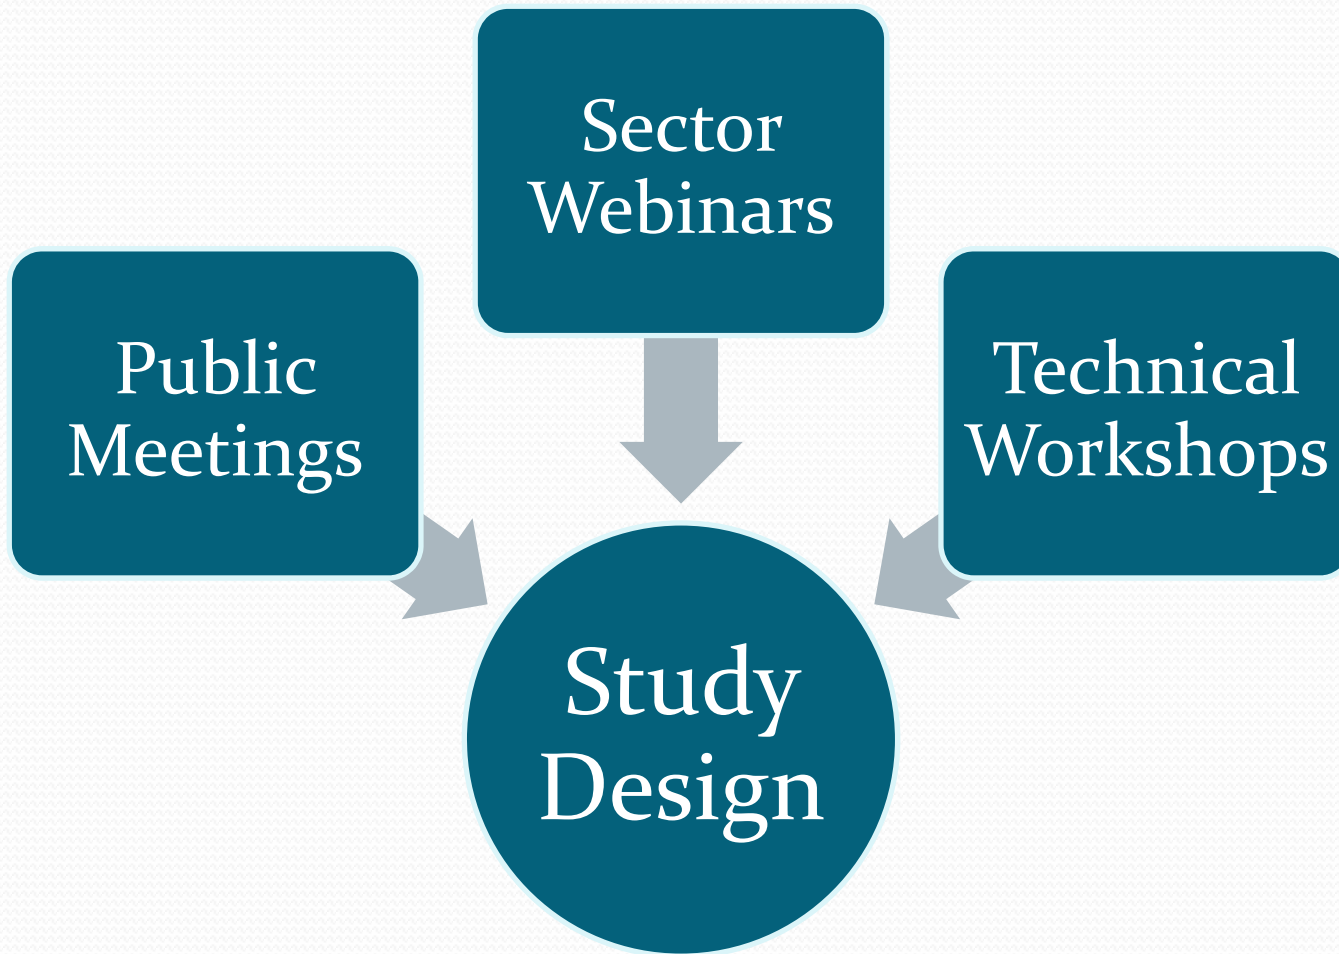 Sector
Webinars
Public
Meetings
Technical
Workshops
Study
Design